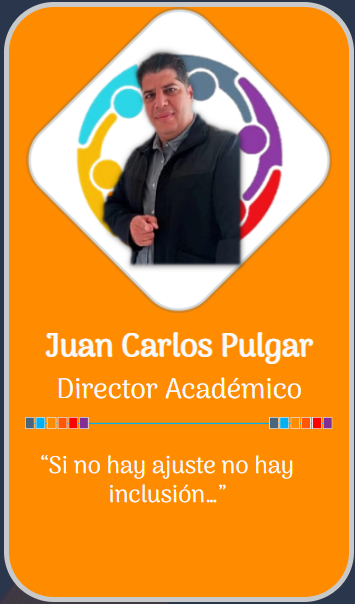 Juan Carlos Pulgar
Director Académico
“Si no hay ajuste no hay
inclusión...”